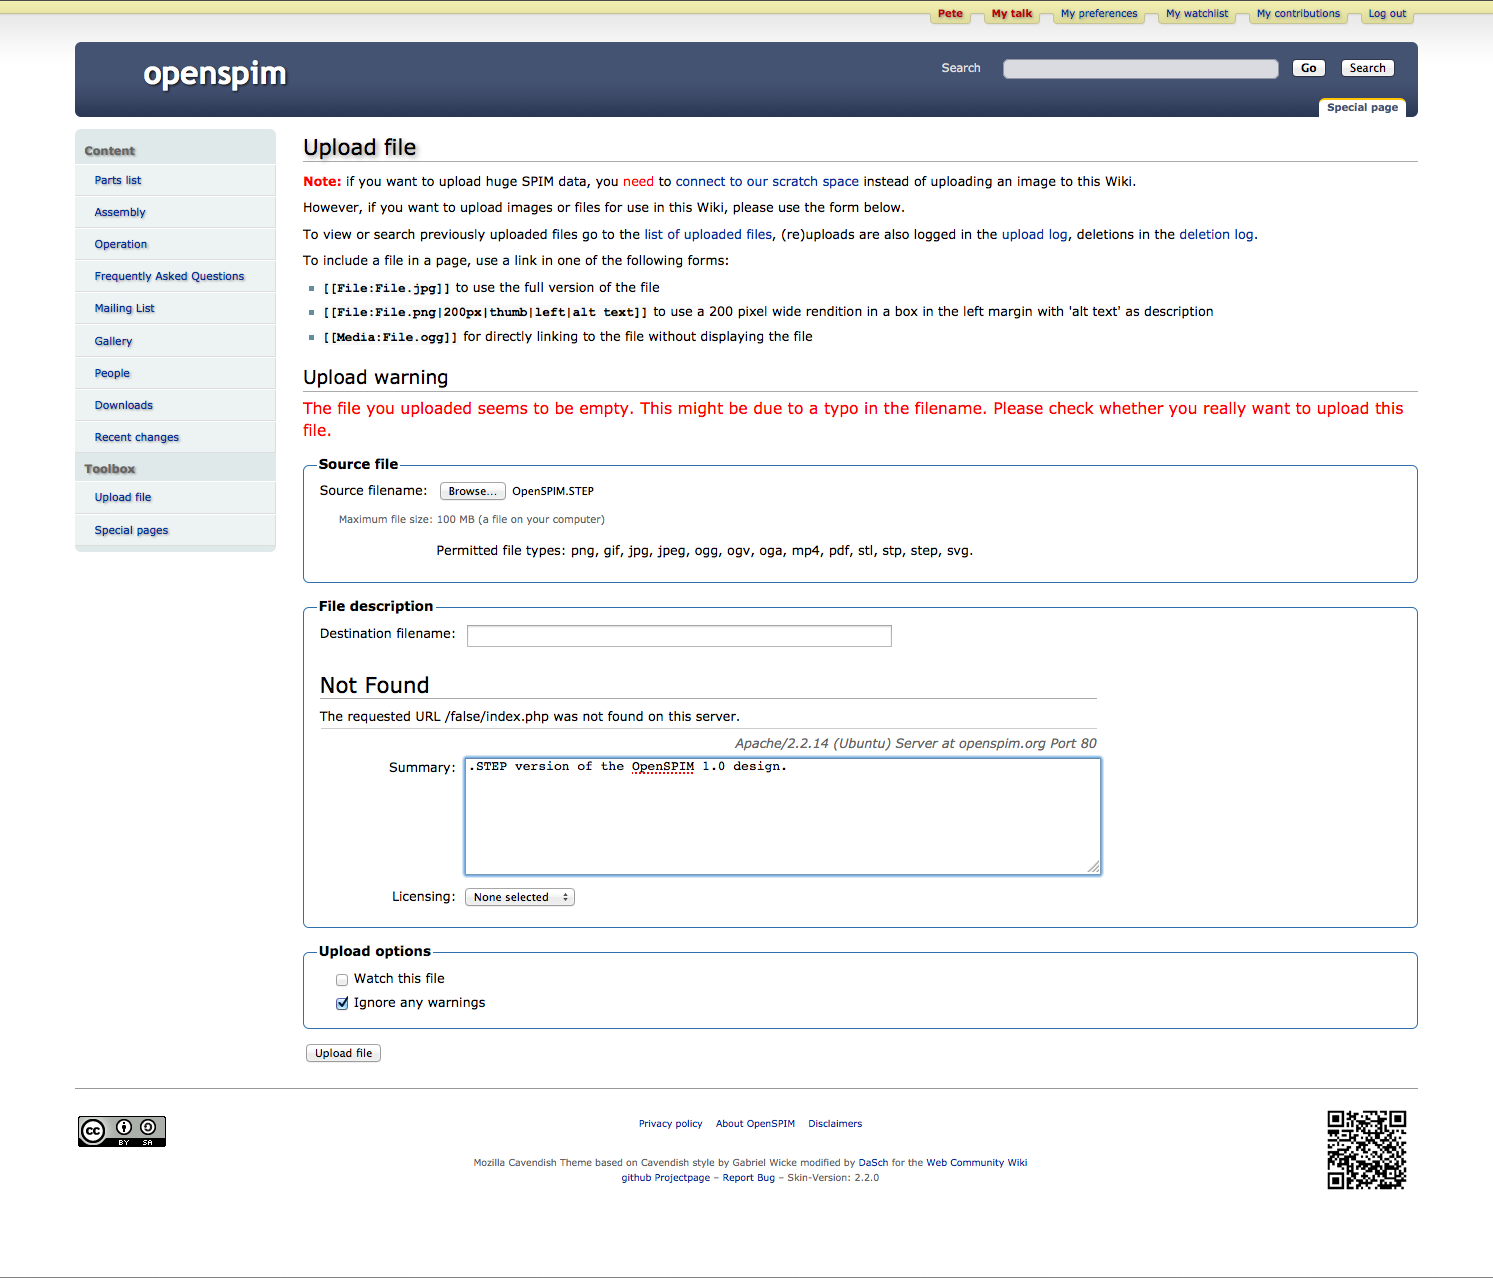 Pete My talk My preferences My watchlist My contributions Log out
openspim
Search Go Search
Special page
Content
Parts list
Assembly
Operation
Frequently Asked Questions
Mailing List
Gallery
People
Downloads
Recent changes
Toolbox
Upload file
Special pages
Upload file
Note: if you want to upload huge SPIM data, you need to connect to our scratch space instead of uploading an image to this Wiki.
However, if you want to upload images or files for use in this Wiki, please use the form below.
To view or search previously uploaded files go to the list of uploaded files, (re)uploads are also logged in the upload log, deletions in the deletion log.
To include a file in a page, use a link in one of the following forms:
[[File:File.jpg]] to use the full version of the file
[[File:File.png|200px|thumb|left|alt text]] to use a 200 pixel wide rendition in a box in the left margin with 'alt text' as description
[[Media:File.ogg]] for directly linking to the file without displaying the file
Upload warning
The file you uploaded seems to be empty. This might be due to a typo in the filename. Please check whether you really want to upload this
file.
Source file
Source filename: Browse... OpenSPIM.STEP
Maximum file size: 100 MB (a file on your computer)
Permitted file types: png, gif, jpg, jpeg, ogg, ogv, oga, mp4, pdf, stl, stp, step, svg.
File description
Destination filename:
Not Found
The requested URL /false/index.php was not found on this server.
Apache/2.2.14 (Ubuntu) Server at openspim.org Port 80
Summary: .STEP version of the OpenSPIM 1.0 design.
Licensing: None selected
Upload options
Watch this file
Ignore any warnings
Upload file
cc BY SA
Privacy policy About OpenSPIM Disclaimers
Mozilla Cavendish Theme based on Cavendish style by Gabriel Wicke modified by DaSch for the Web Community Wiki
github Projectpage – Report Bug – Skin-Version: 2.2.0